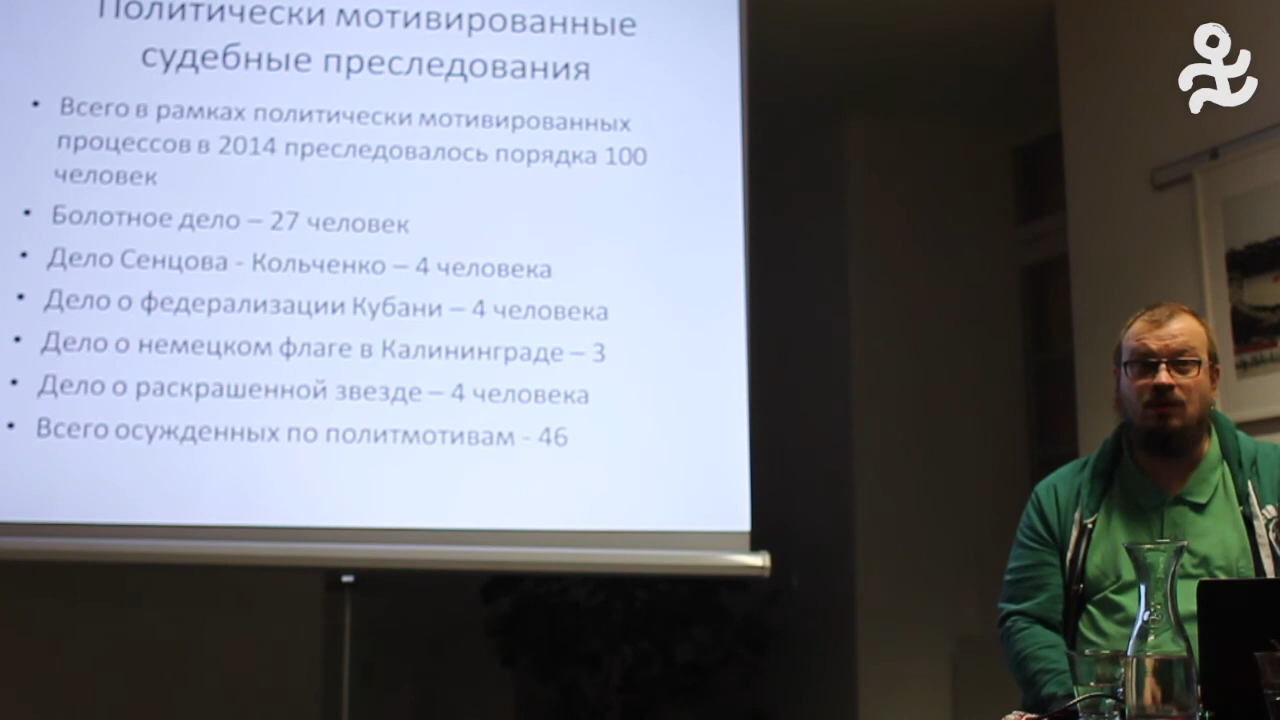 Политически мотивированные
судебные преследования
• Всего в рамках политически мотивированных
процессов в 2014 преследовалось порядка 100
человек
• Болотное дело – 27 человек
• Дело Сенцова - Кольченко – 4 человека
• Дело о федерализации Кубани – 4 человека
• Дело о немецком флаге в Калининграде – 3
• Дело о раскрашенной звезде – 4 человека
• Всего осужденных по политмотивам - 46